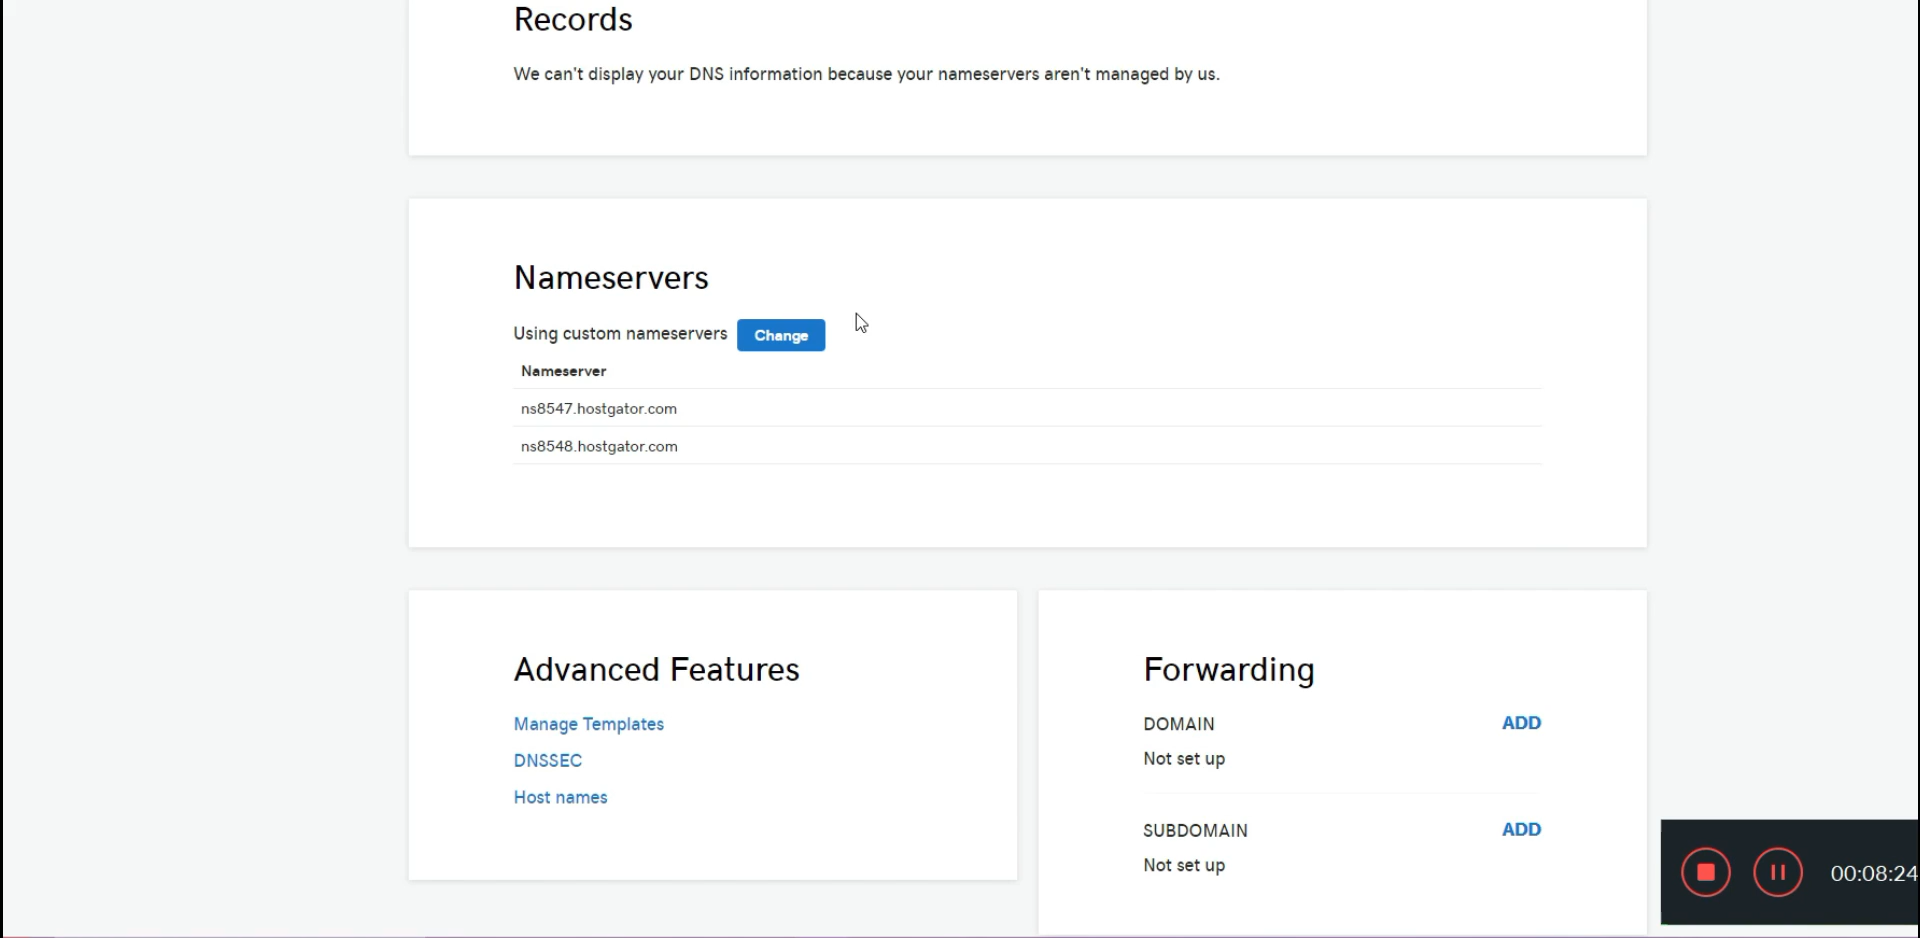 Records
We can't display your DNS information because your nameservers aren't managed by us.
Nameservers
Using custom nameservers Change
Nameserver
ns8547.hostgator.com
ns8548.hostgator.com
Advanced Features
Manage Templates
DNSSEC
Host names
Forwarding
DOMAIN ADD
Not set up
SUBDOMAIN ADD
Not set up
00:08:24